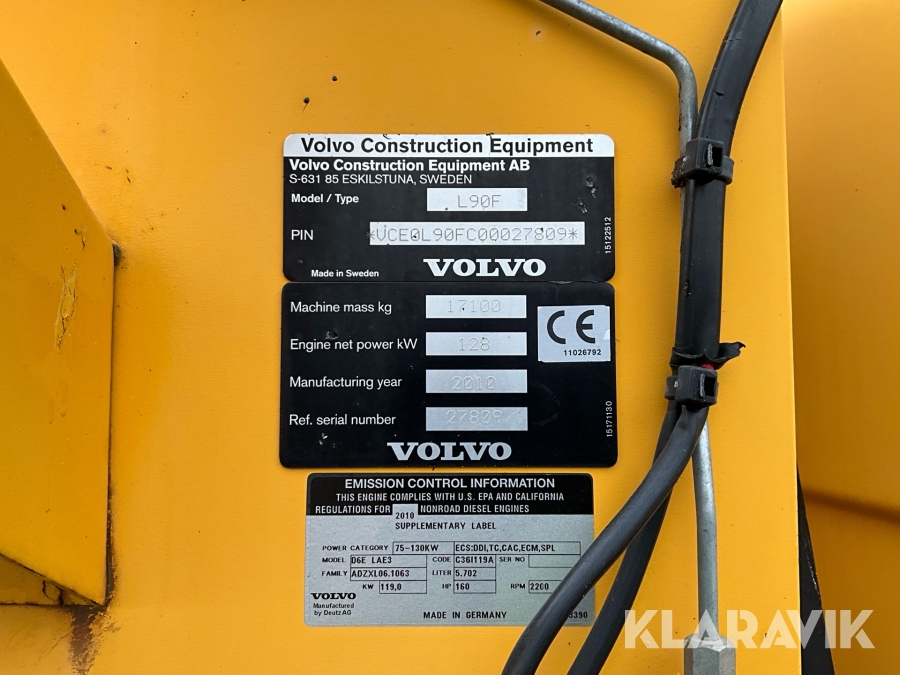 Volvo Construction Equipment
Volvo Construction Equipment AB
S-631 85 ESKILSTUNA, SWEDEN
Model / Type L90F
PIN *VCE0L90FC00027809*
Made in Sweden VOLVO
15122512
Machine mass kg 17100
Engine net power kW 128
CE
11026792
Manufacturing year 2010
Ref. serial number 27809
VOLVO
15171130
EMISSION CONTROL INFORMATION
THIS ENGINE COMPLIES WITH U.S. EPA AND CALIFORNIA
REGULATIONS FOR 2010 NONROAD DIESEL ENGINES
SUPPLEMENTARY LABEL
POWER CATEGORY 75-130KW ECS:DDI,TC,CAC,ECM,SPL
MODEL D6E LAE3 CODE C36I119A SER NO
FAMILY ADZXL06.1063 LITER 5.702
KW 119,0 HP 160 RPM 2200
VOLVO
Manufactured
by Deutz AG
MADE IN GERMANY 3390
KLARAVIK